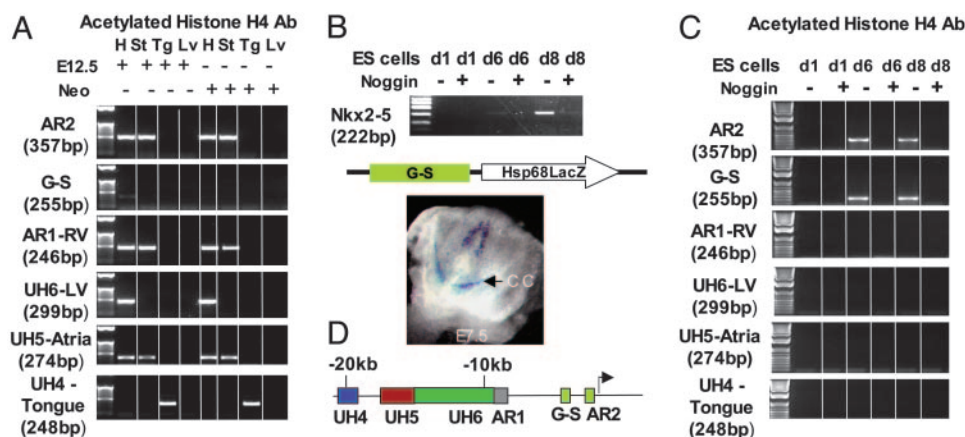 A
Acetylated Histone H4 Ab
H St Tg Lv H St Tg Lv
E12.5 + + + + - - - -
Neo - - - - + + + +
AR2
(357bp)
G-S
(255bp)
AR1-RV
(246bp)
UH6-LV
(299bp)
UH5-Atria
(274bp)
UH4 -
Tongue
(248bp)
B
ES cells d1 d1 d6 d6 d8 d8
Noggin - + - + - +
Nkx2-5
(222bp)
G-S
Hsp68LacZ
CC
E7.5
D
-20kb -10kb
UH4 UH5 UH6 AR1 G-S AR2
C
Acetylated Histone H4 Ab
ES cells d1 d1 d6 d6 d8 d8
Noggin - + - + - +
AR2
(357bp)
G-S
(255bp)
AR1-RV
(246bp)
UH6-LV
(299bp)
UH5-Atria
(274bp)
UH4 -
Tongue
(248bp)